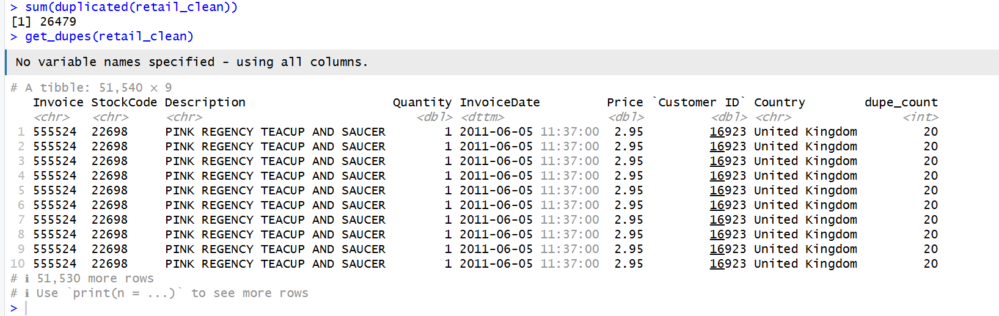 > sum(duplicated(retail_clean))
[1] 26479
> get_dupes(retail_clean)
No variable names specified - using all columns.
# A tibble: 51,540 × 9
Invoice StockCode Description Quantity InvoiceDate Price `Customer ID` Country dupe_count
<chr> <chr> <chr> <dbl> <dttm> <dbl> <dbl> <chr> <int>
1 555524 22698 PINK REGENCY TEACUP AND SAUCER 1 2011-06-05 11:37:00 2.95 16923 United Kingdom 20
2 555524 22698 PINK REGENCY TEACUP AND SAUCER 1 2011-06-05 11:37:00 2.95 16923 United Kingdom 20
3 555524 22698 PINK REGENCY TEACUP AND SAUCER 1 2011-06-05 11:37:00 2.95 16923 United Kingdom 20
4 555524 22698 PINK REGENCY TEACUP AND SAUCER 1 2011-06-05 11:37:00 2.95 16923 United Kingdom 20
5 555524 22698 PINK REGENCY TEACUP AND SAUCER 1 2011-06-05 11:37:00 2.95 16923 United Kingdom 20
6 555524 22698 PINK REGENCY TEACUP AND SAUCER 1 2011-06-05 11:37:00 2.95 16923 United Kingdom 20
7 555524 22698 PINK REGENCY TEACUP AND SAUCER 1 2011-06-05 11:37:00 2.95 16923 United Kingdom 20
8 555524 22698 PINK REGENCY TEACUP AND SAUCER 1 2011-06-05 11:37:00 2.95 16923 United Kingdom 20
9 555524 22698 PINK REGENCY TEACUP AND SAUCER 1 2011-06-05 11:37:00 2.95 16923 United Kingdom 20
10 555524 22698 PINK REGENCY TEACUP AND SAUCER 1 2011-06-05 11:37:00 2.95 16923 United Kingdom 20
# ℹ 51,530 more rows
# ℹ Use `print(n = ...)` to see more rows
>